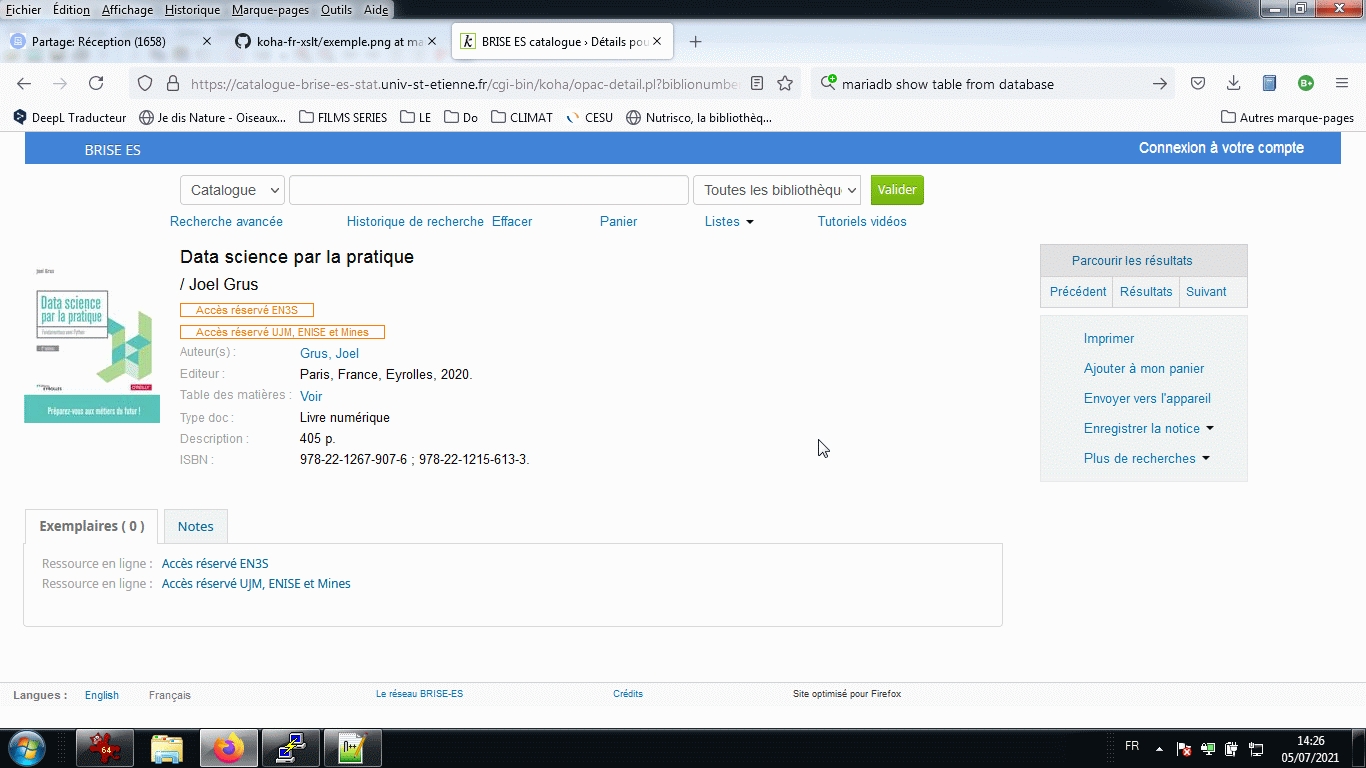 Fichier Édition Affichage Historique Marque-pages Outils Aide
Partage: Réception (1658)
koha-fr-xslt/exemple.png at ma
BRISE ES catalogue › Détails pou
https://catalogue-brise-es-stat.univ-st-etienne.fr/cgi-bin/koha/opac-detail.pl?biblionumbe
mariadb show table from database
DeepL Traducteur Je dis Nature - Oiseaux... FILMS SERIES LE Do CLIMAT CESU Nutrisco, la bibliothèq... Autres marque-pages
BRISE ES Connexion à votre compte
Catalogue Toutes les bibliothèqu Valider
Recherche avancée Historique de recherche Effacer Panier Listes Tutoriels vidéos
Joel Grus
Data science
par la pratique
Fondamentaux avec Python
EYROLLES O'REILLY
Préparez-vous aux métiers du futur !
Data science par la pratique
/ Joel Grus
Accès réservé EN3S
Accès réservé UJM, ENISE et Mines
Auteur(s) : Grus, Joel
Editeur : Paris, France, Eyrolles, 2020.
Table des matières : Voir
Type doc : Livre numérique
Description : 405 p.
ISBN : 978-22-1267-907-6 ; 978-22-1215-613-3.
Parcourir les résultats
Précédent Résultats Suivant
Imprimer
Ajouter à mon panier
Envoyer vers l'appareil
Enregistrer la notice
Plus de recherches
Exemplaires ( 0 ) Notes
Ressource en ligne : Accès réservé EN3S
Ressource en ligne : Accès réservé UJM, ENISE et Mines
Langues : English Français Le réseau BRISE-ES Crédits Site optimisé pour Firefox
64
FR
14:26
05/07/2021